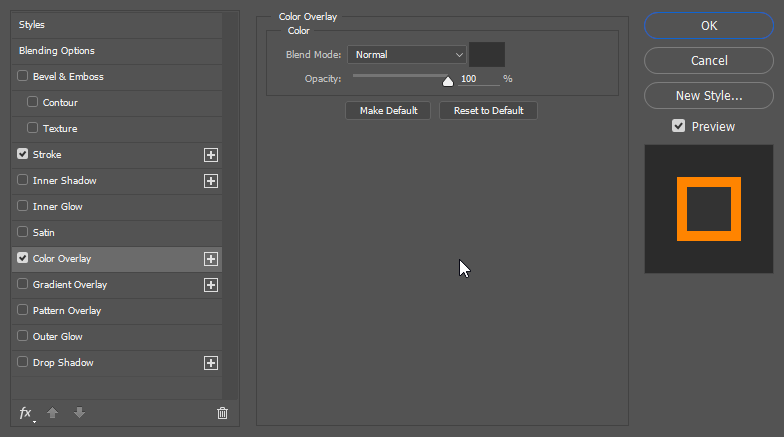 Styles
Blending Options
Bevel & Emboss
Contour
Texture
Stroke
Inner Shadow
Inner Glow
Satin
Color Overlay
Gradient Overlay
Pattern Overlay
Outer Glow
Drop Shadow
fx
Color Overlay
Color
Blend Mode: Normal
Opacity: 100 %
Make Default Reset to Default
OK
Cancel
New Style...
Preview